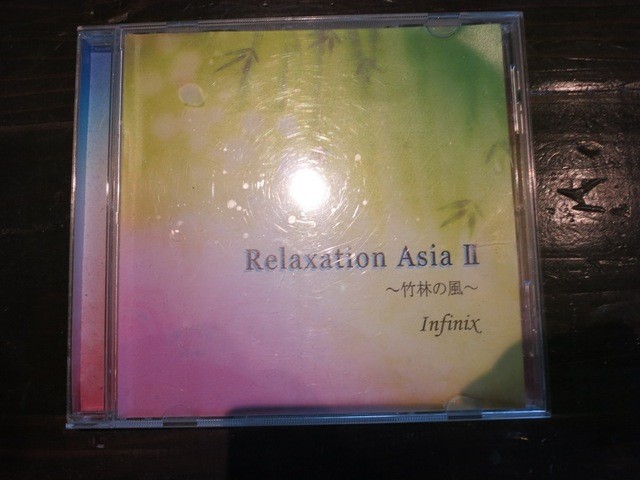 Relaxation Asia II
～竹林の風～
Infinix